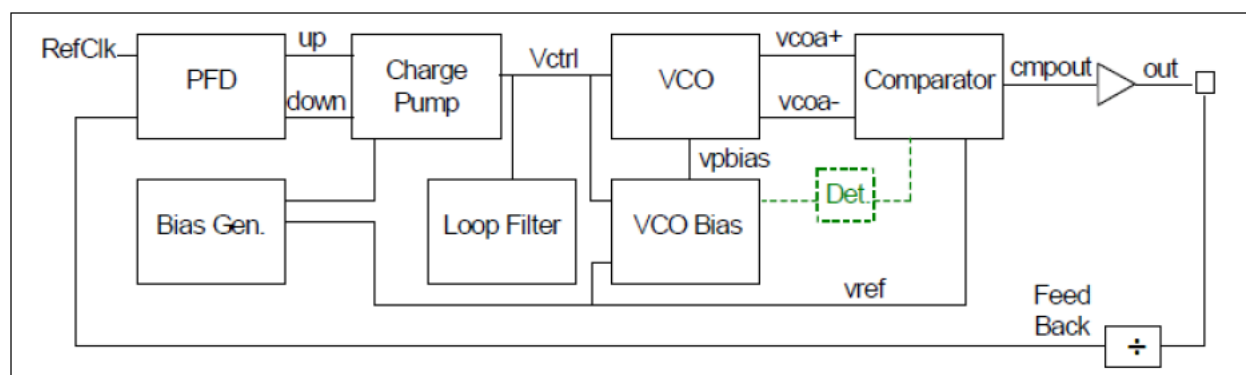 RefClk
PFD
up
down
Charge
Pump
Vctrl
VCO
vcoa+
vcoa-
Comparator
cmpout
out
vpbias
Bias Gen.
Loop Filter
VCO Bias
Det.
vref
Feed
Back
÷